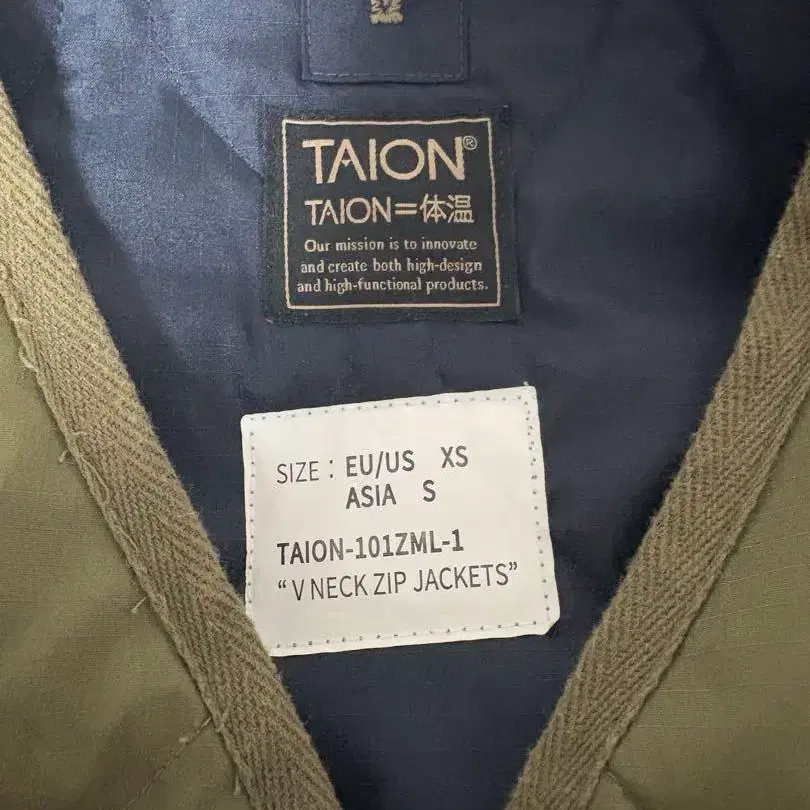 TAION®
TAION=体温
Our mission is to innovate
and create both high-design
and high-functional products.
SIZE : EU/US XS
ASIA S
TAION-101ZML-1
“V NECK ZIP JACKETS”